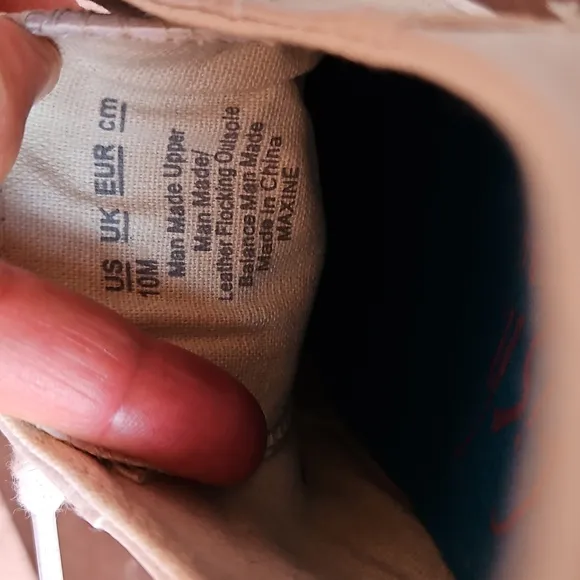 US UK EUR cm
10M
Man Made Upper
Man Made/
Leather Flocking Outsole
Balance Man Made
Made in China
MAXINE